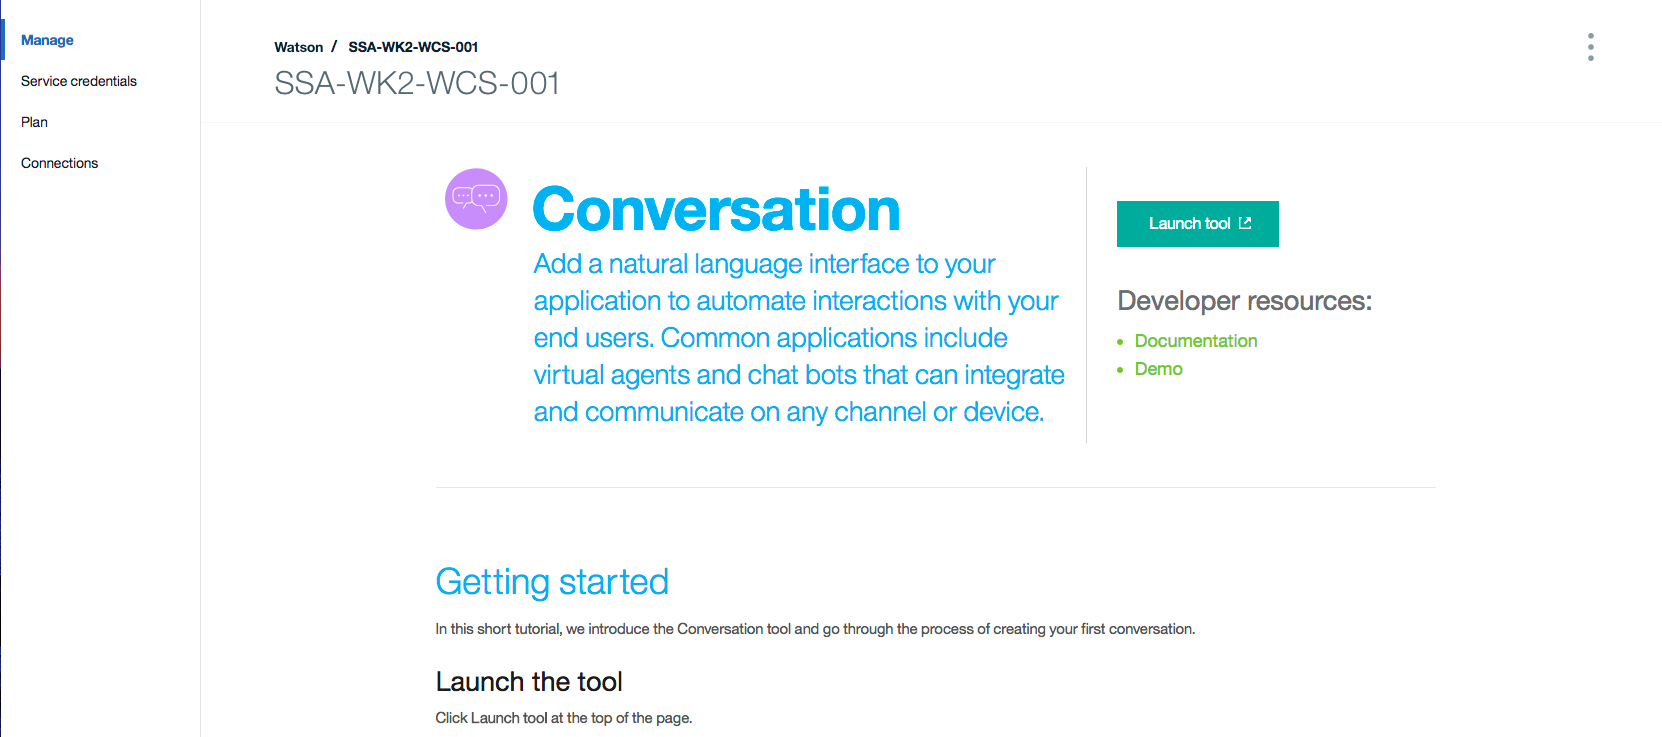 Manage
Service credentials
Plan
Connections
Watson / SSA-WK2-WCS-001
SSA-WK2-WCS-001
Conversation
Add a natural language interface to your
application to automate interactions with your
end users. Common applications include
virtual agents and chat bots that can integrate
and communicate on any channel or device.
Launch tool
Developer resources:
Documentation
Demo
Getting started
In this short tutorial, we introduce the Conversation tool and go through the process of creating your first conversation.
Launch the tool
Click Launch tool at the top of the page.